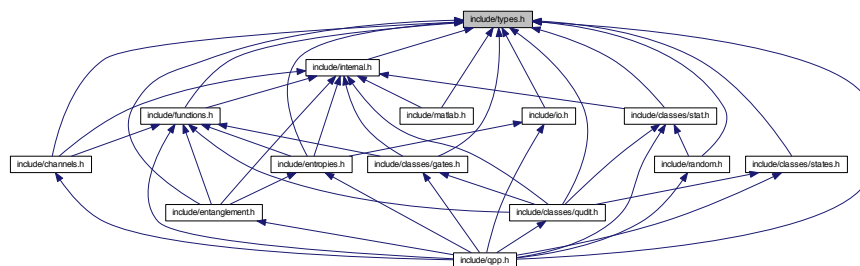 include/types.h
include/internal.h
include/functions.h
include/matlab.h
include/io.h
include/classes/stat.h
include/channels.h
include/entropies.h
include/classes/gates.h
include/random.h
include/classes/states.h
include/entanglement.h
include/classes/qudit.h
include/qpp.h